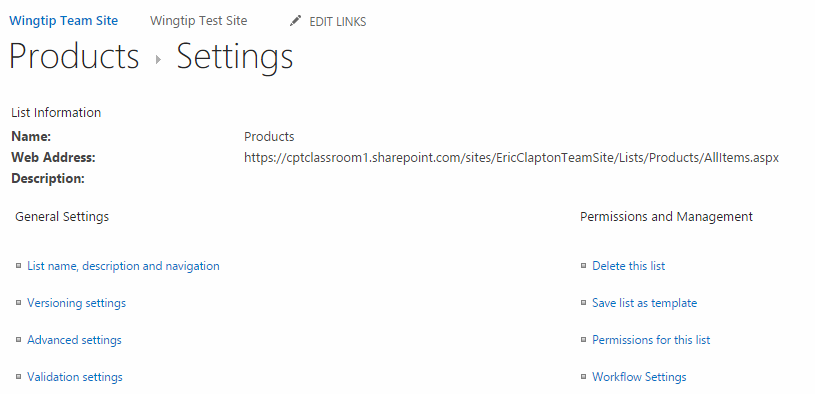 Wingtip Team Site Wingtip Test Site EDIT LINKS
Products Settings
List Information
Name: Products
Web Address: https://cptclassroom1.sharepoint.com/sites/EricClaptonTeamSite/Lists/Products/AllItems.aspx
Description:
General Settings Permissions and Management
List name, description and navigation Delete this list
Versioning settings Save list as template
Advanced settings Permissions for this list
Validation settings Workflow Settings